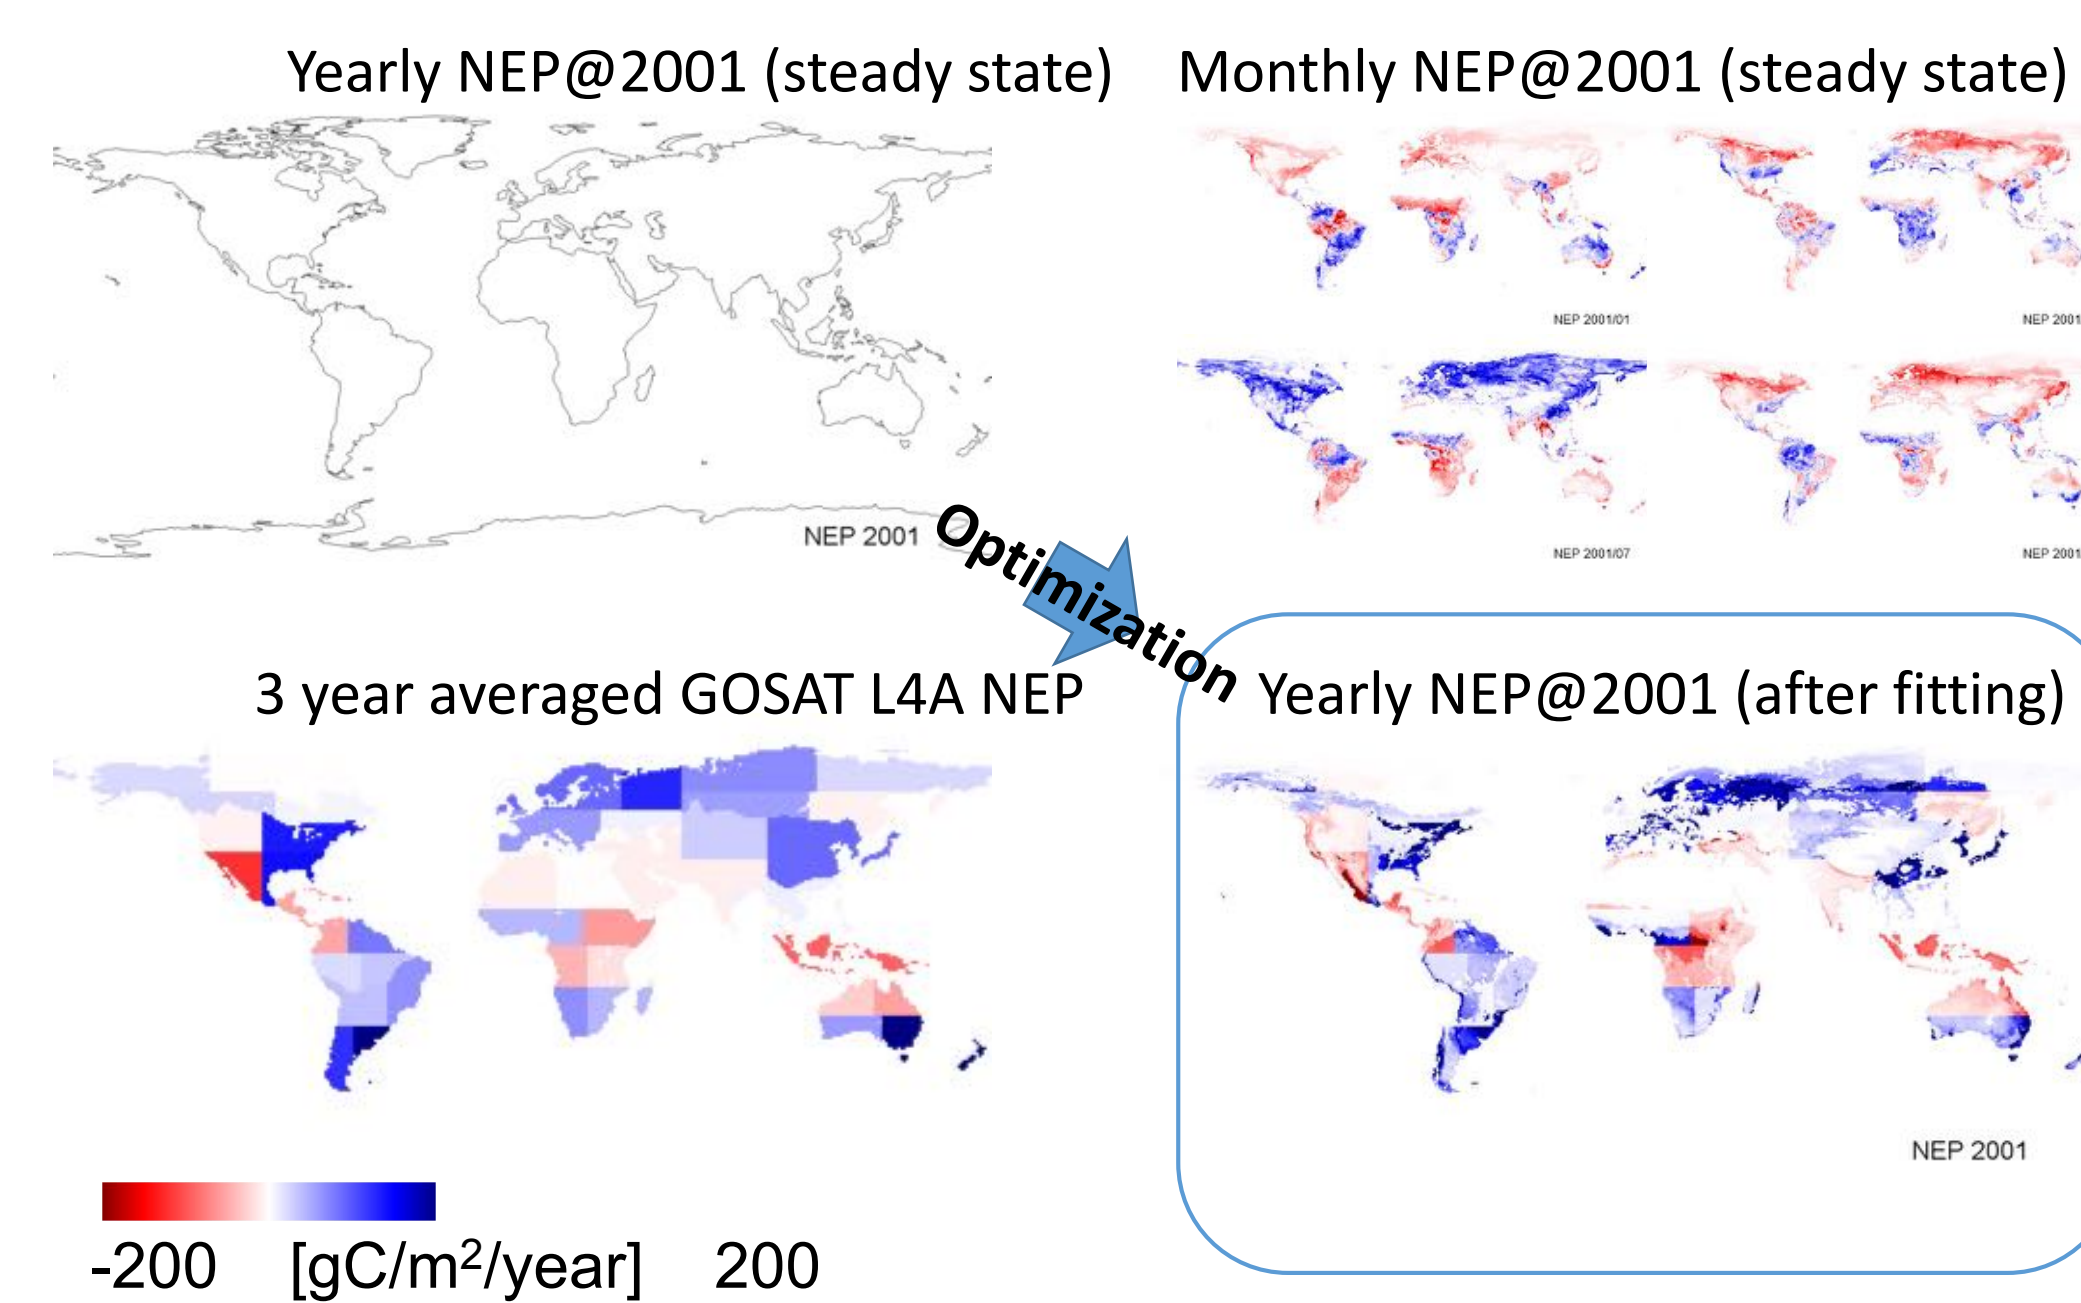 Yearly NEP@2001 (steady state)
Monthly NEP@2001 (steady state)
NEP 2001/01
NEP 2001
NEP 2001/07
NEP 2001
NEP 2001
Optimization
3 year averaged GOSAT L4A NEP
Yearly NEP@2001 (after fitting)
NEP 2001
-200 [gC/m²/year] 200